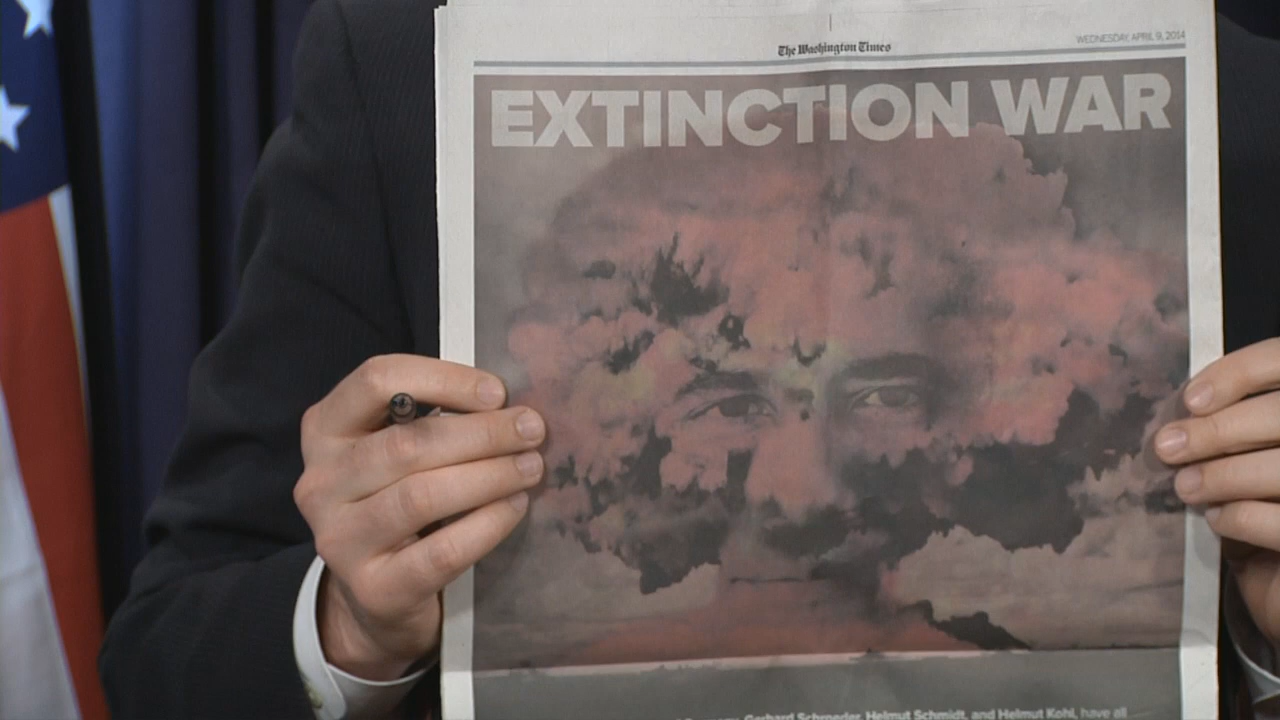 The Washington Times
WEDNESDAY, APRIL 9, 2014
EXTINCTION WAR
Gerhard Schroeder, Helmut Schmidt, and Helmut Kohl, have all